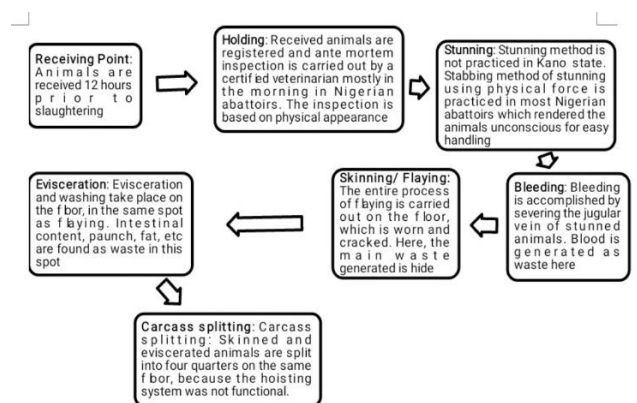 Receiving Point:
Animals are
received 12 hours
prior to
slaughtering
Holding: Received animals are
registered and ante mortem
inspection is carried out by a
certified veterinarian mostly in
the morning in Nigerian
abattoirs. The inspection is
based on physical appearance
Stunning: Stunning method is
not practiced in Kano state.
Stabbing method of stunning
using physical force is
practiced in most Nigerian
abattoirs which rendered the
animals unconscious for easy
handling
Bleeding: Bleeding
is accomplished by
severing the jugular
vein of stunned
animals. Blood is
generated as
waste here
Skinning/ Flaying:
The entire process
of flaying is carried
out on the floor,
which is worn and
cracked. Here, the
main waste
generated is hide
Evisceration: Evisceration
and washing take place on
the floor, in the same spot
as flaying. Intestinal
content, paunch, fat, etc
are found as waste in this
spot
Carcass splitting: Carcass
splitting: Skinned and
eviscerated animals are split
into four quarters on the same
floor, because the hoisting
system was not functional.